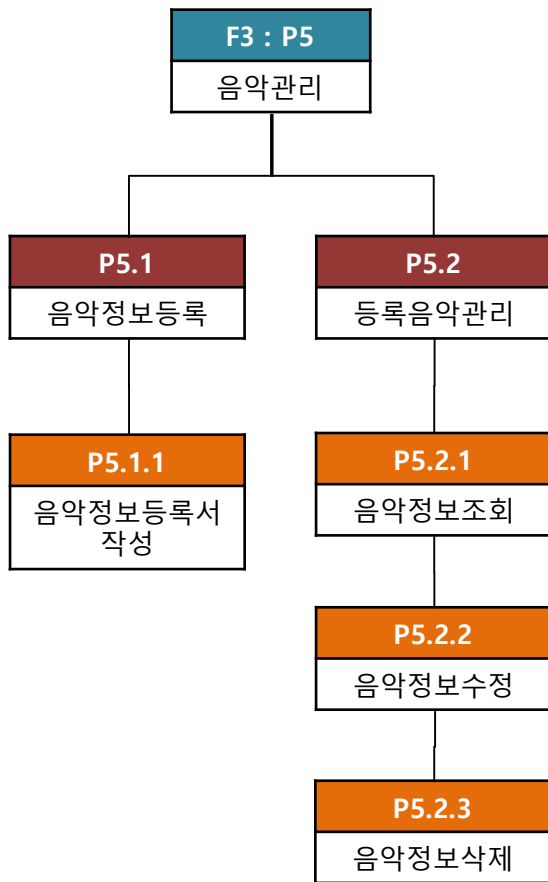 F3 : P5
음악관리
P5.1
음악정보등록
P5.2
등록음악관리
P5.1.1
음악정보등록서
작성
P5.2.1
음악정보조회
P5.2.2
음악정보수정
P5.2.3
음악정보삭제